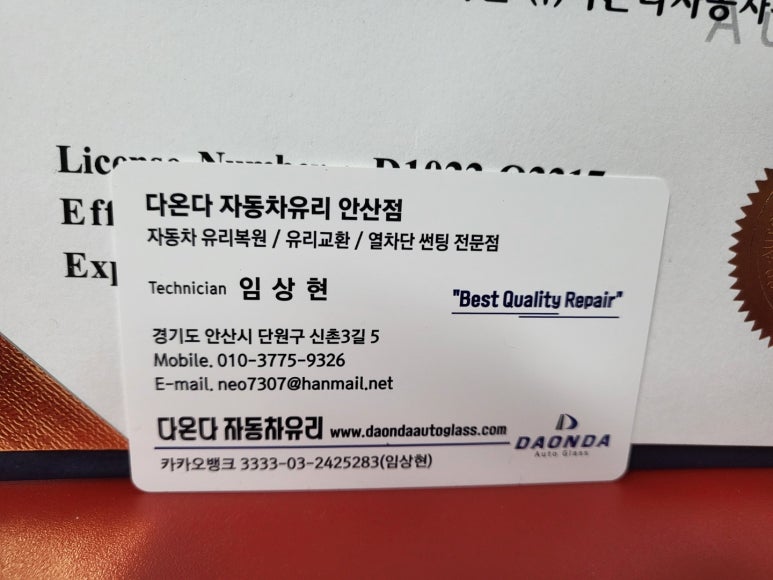 자동차
Lic
Eff
Exp
다온다 자동차유리 안산점
자동차 유리복원 / 유리교환 / 열차단 썬팅 전문점
Technician 임 상 현
"Best Quality Repair"
경기도 안산시 단원구 신촌3길 5
Mobile. 010-3775-9326
E-mail. neo7307@hanmail.net
다온다 자동차유리 www.daondaautoglass.com
DAONDA
Auto Glass
카카오뱅크 3333-03-2425283(임상현)